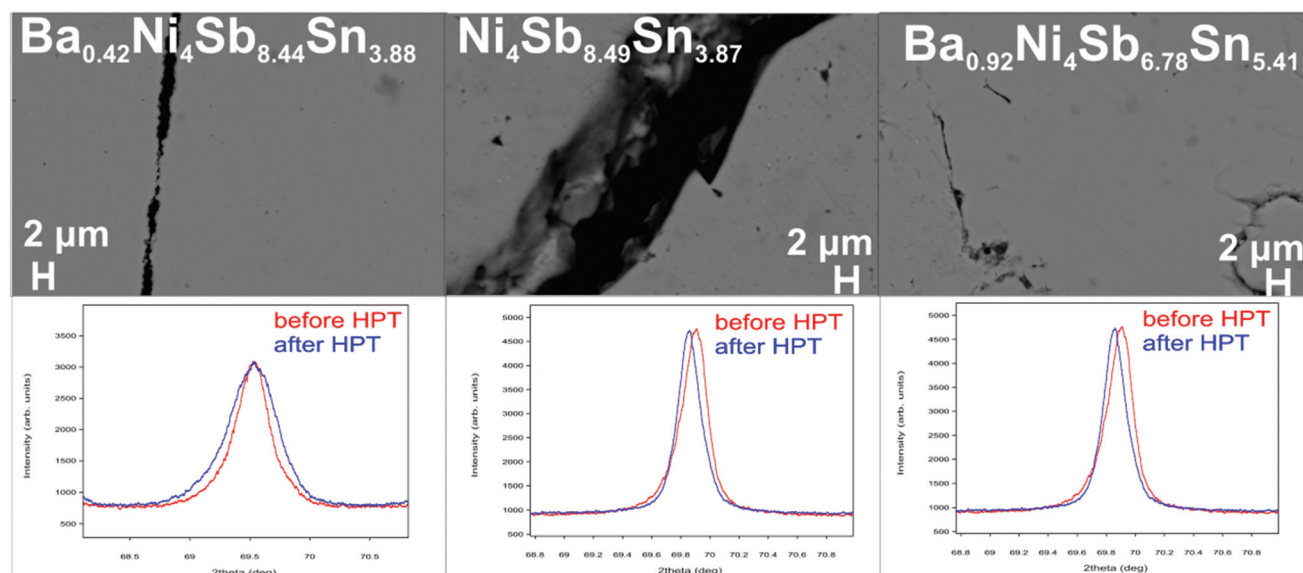 Ba0.42Ni4Sb8.44Sn3.88
2 µm
H
Ni4Sb8.49Sn3.87
2 µm
H
Ba0.92Ni4Sb6.78Sn5.41
2 µm
H
before HPT
after HPT
Intensity (arb. units)
3500
3000
2500
2000
1500
1000
500
68.5
69
69.5
70
70.5
2theta (deg)
before HPT
after HPT
Intensity (arb. units)
5000
4500
4000
3500
3000
2500
2000
1500
1000
500
68.8
69
69.2
69.4
69.6
69.8
70
70.2
70.4
70.6
70.8
2theta (deg)
before HPT
after HPT
Intensity (arb. units)
5000
4500
4000
3500
3000
2500
2000
1500
1000
500
68.8
69
69.2
69.4
69.6
69.8
70
70.2
70.4
70.6
70.8
2theta (deg)